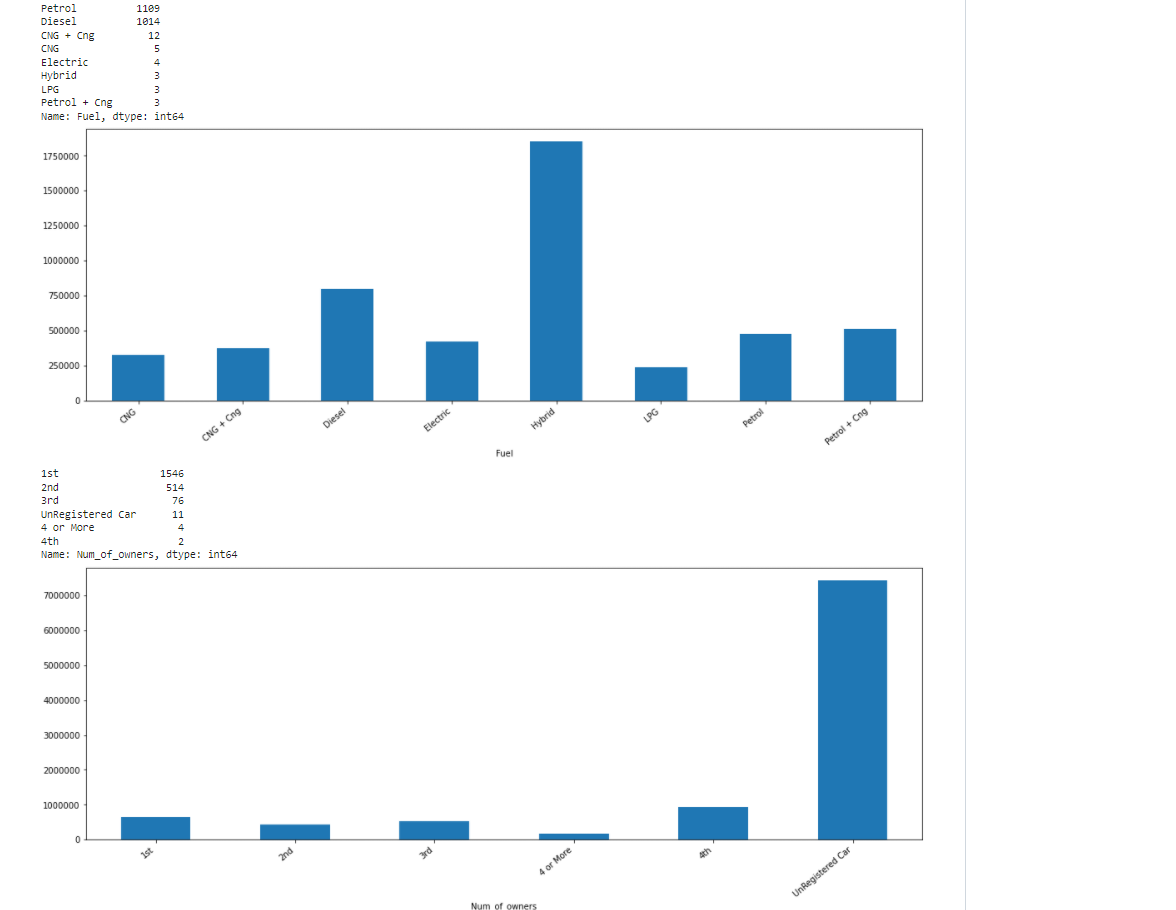 Petrol 1109
Diesel 1014
CNG + Cng 12
CNG 5
Electric 4
Hybrid 3
LPG 3
Petrol + Cng 3
Name: Fuel, dtype: int64
1750000
1500000
1250000
1000000
750000
500000
250000
0
CNG
CNG + Cng
Diesel
Electric
Hybrid
LPG
Petrol
Petrol + Cng
Fuel
1st 1546
2nd 514
3rd 76
UnRegistered Car 11
4 or More 4
4th 2
Name: Num_of_owners, dtype: int64
7000000
6000000
5000000
4000000
3000000
2000000
1000000
0
1st
2nd
3rd
4 or More
4th
UnRegistered Car
Num_of_owners